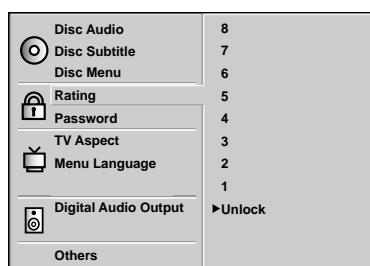 Disc Audio
Disc Subtitle
Disc Menu
Rating
Password
TV Aspect
Menu Language
Digital Audio Output
Others
8
7
6
5
4
3
2
1
►Unlock